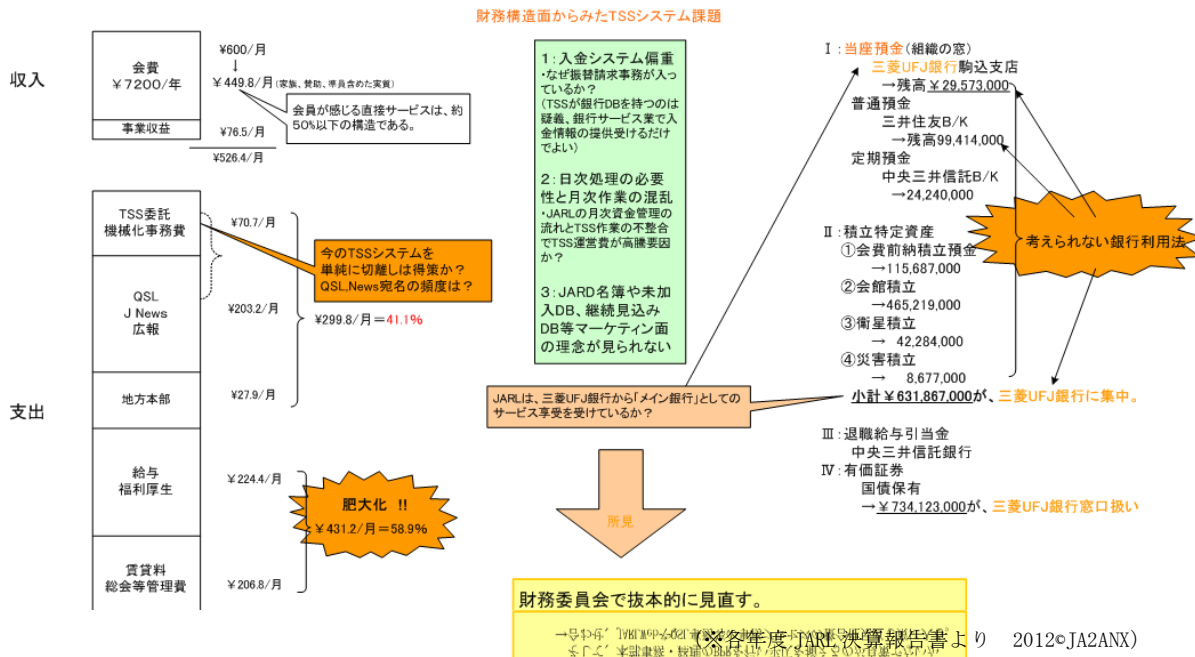 財務構造面からみたTSSシステム課題
収入
会費
￥7200/年
事業収益
¥600/月
↓
￥449.8/月(家族、賛助、準員含めた実質)
会員が感じる直接サービスは、約
50%以下の構造である。
¥76.5/月
¥526.4/月
支出
TSS委託
機械化事務費
QSL
J News
広報
地方本部
給与
福利厚生
賃貸料
総会等管理費
¥70.7/月
¥203.2/月
¥27.9/月
￥224.4/月
￥206.8/月
今のTSSシステムを
単純に切離しは得策か？
QSL,News宛名の頻度は？
¥299.8/月＝41.1%
肥大化 !!
￥431.2/月＝58.9%
1：入金システム偏重
・なぜ振替請求事務が入っ
ているか？
(TSSが銀行DBを持つのは
疑義、銀行サービス業で入
金情報の提供受けるだけ
でよい)
2：日次処理の必要
性と月次作業の混乱
・JARLの月次資金管理の
流れとTSS作業の不整合
でTSS運営費が高騰要因
か？
3：JARD名簿や未加
入DB、継続見込み
DB等マーケティン面
の理念が見られない
JARLは、三菱UFJ銀行から「メイン銀行」としての
サービス享受を受けているか？
所見
財務委員会で抜本的に見直す。
Ⅰ：当座預金(組織の窓)
三菱UFJ銀行駒込支店
→残高￥29,573,000
普通預金
三井住友B/K
→残高99,414,000
定期預金
中央三井信託B/K
→24,240,000
Ⅱ：積立特定資産
①会費前納積立預金
→115,687,000
②会館積立
→465,219,000
③衛星積立
→ 42,284,000
④災害積立
→ 8,677,000
小計￥631,867,000が、三菱UFJ銀行に集中。
考えられない銀行利用法
Ⅲ：退職給与引当金
中央三井信託銀行
Ⅳ：有価証券
国債保有
→￥734,123,000が、三菱UFJ銀行窓口扱い
(※各年度JARL決算報告書より 2012©JA2ANX)